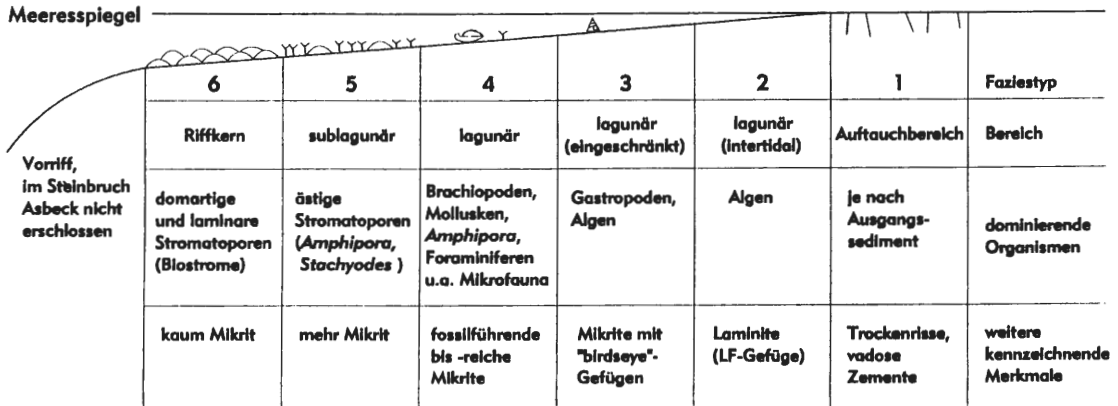 Meeresspiegel
6
5
4
3
2
1
Faziestyp
Riffkern
sublagunär
lagunär
lagunär
(eingeschränkt)
lagunär
(intertidal)
Auftauchbereich
Bereich
Vorriff,
im Steinbruch
Asbeck nicht
erschlossen
domartige
und laminare
Stromatoporen
(Biostrome)
ästige
Stromatoporen
(Amphipora,
Stachyodes )
Brachiopoden,
Mollusken,
Amphipora,
Foraminiferen
u.a. Mikrofauna
Gastropoden,
Algen
Algen
je nach
Ausgangs-
sediment
dominierende
Organismen
kaum Mikrit
mehr Mikrit
fossilführende
bis -reiche
Mikrite
Mikrite mit
"birdseye"-
Gefügen
Laminite
(LF-Gefüge)
Trockenrisse,
vadose
Zemente
weitere
kennzeichnende
Merkmale